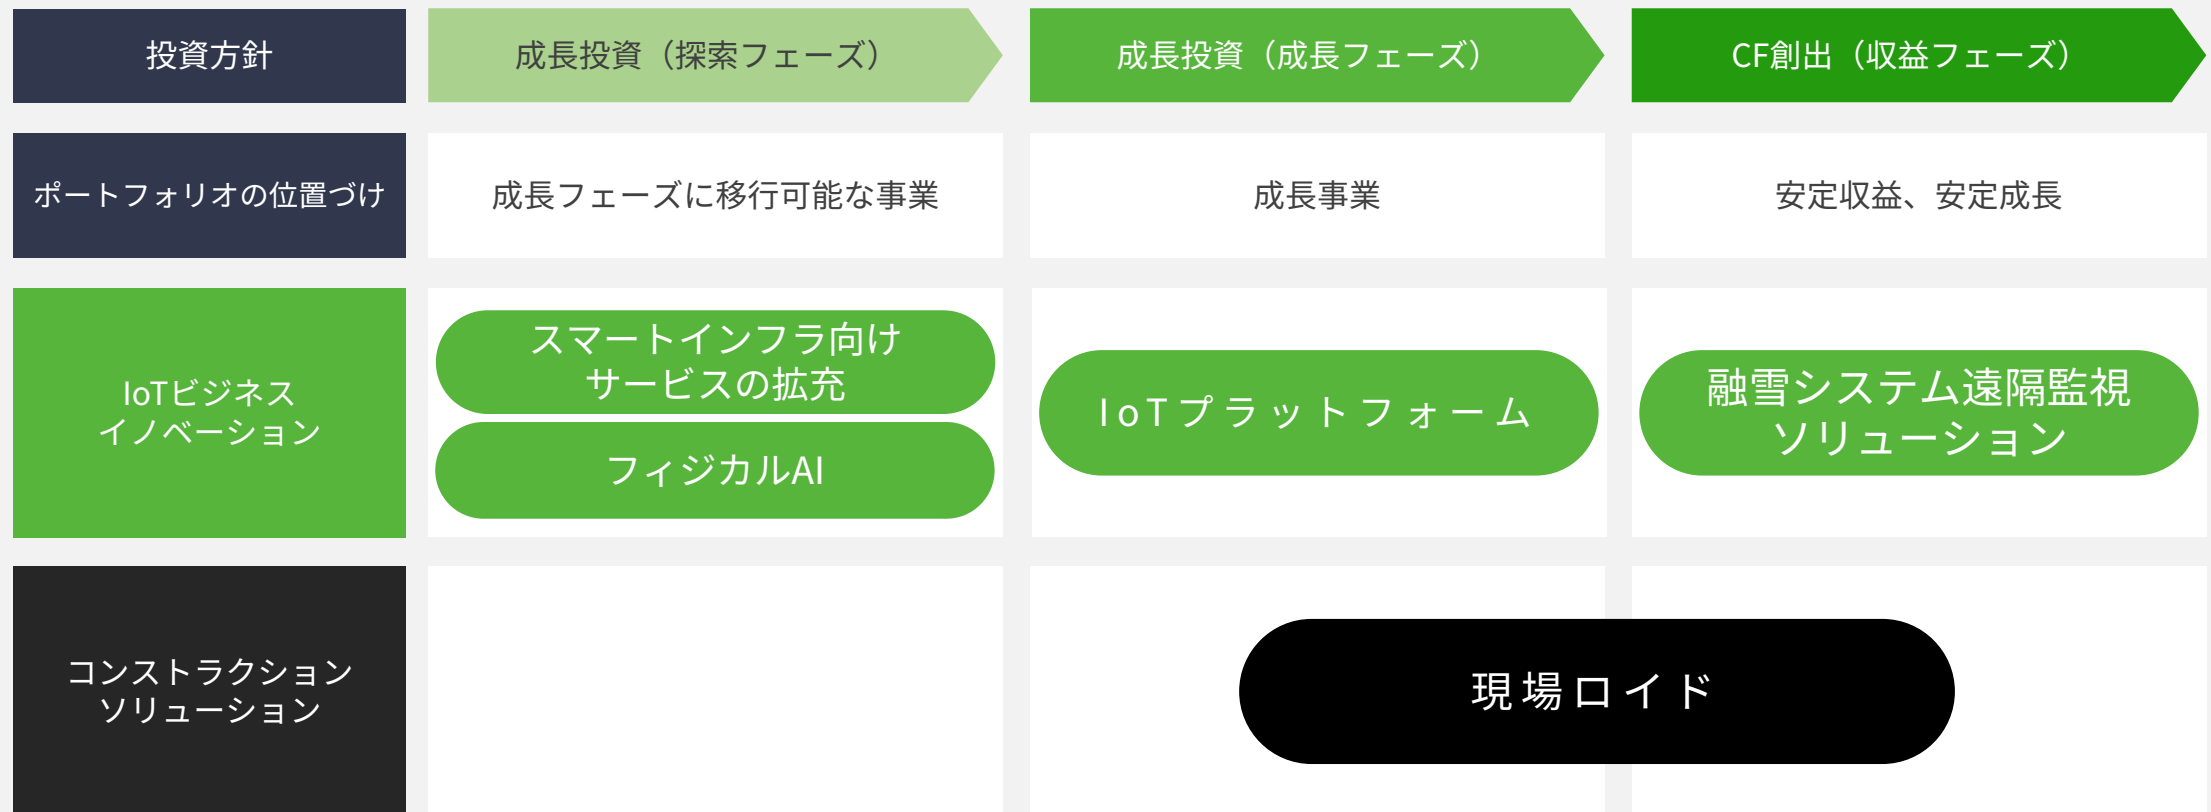 投資方針
成長投資（探索フェーズ）
成長投資（成長フェーズ）
CF創出（収益フェーズ）
ポートフォリオの位置づけ
成長フェーズに移行可能な事業
成長事業
安定収益、安定成長
IoTビジネス
イノベーション
スマートインフラ向け
サービスの拡充
フィジカルAI
IoTプラットフォーム
融雪システム遠隔監視
ソリューション
コンストラクション
ソリューション
現場ロイド